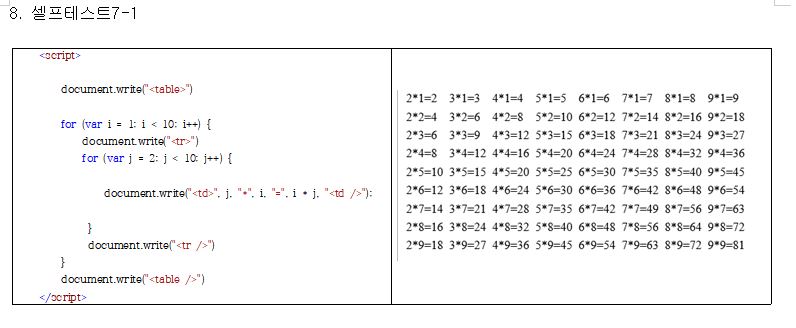 8. 셀프테스트7-1
<script>
document.write("<table>")
for (var i = 1; i < 10; i++) {
document.write("<tr>")
for (var j = 2; j < 10; j++) {
document.write("<td>", j, "*", i, "=", i * j, "<td />");
}
document.write("<tr />")
}
document.write("<table />")
</script>
2*1=2 3*1=3 4*1=4 5*1=5 6*1=6 7*1=7 8*1=8 9*1=9
2*2=4 3*2=6 4*2=8 5*2=10 6*2=12 7*2=14 8*2=16 9*2=18
2*3=6 3*3=9 4*3=12 5*3=15 6*3=18 7*3=21 8*3=24 9*3=27
2*4=8 3*4=12 4*4=16 5*4=20 6*4=24 7*4=28 8*4=32 9*4=36
2*5=10 3*5=15 4*5=20 5*5=25 6*5=30 7*5=35 8*5=40 9*5=45
2*6=12 3*6=18 4*6=24 5*6=30 6*6=36 7*6=42 8*6=48 9*6=54
2*7=14 3*7=21 4*7=28 5*7=35 6*7=42 7*7=49 8*7=56 9*7=63
2*8=16 3*8=24 4*8=32 5*8=40 6*8=48 7*8=56 8*8=64 9*8=72
2*9=18 3*9=27 4*9=36 5*9=45 6*9=54 7*9=63 8*9=72 9*9=81